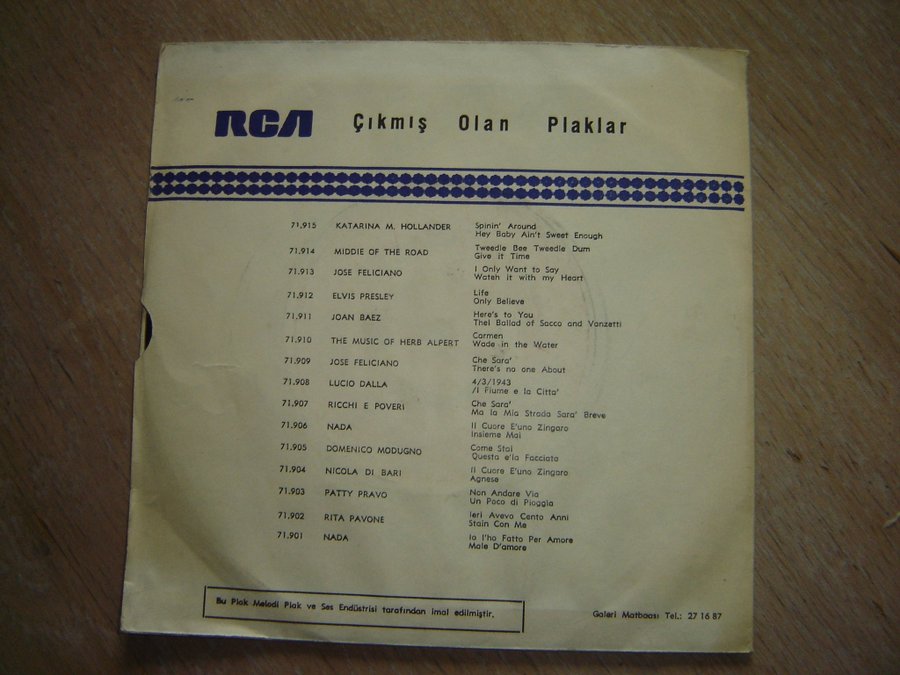 RCA Çıkmış Olan Plaklar
71.915 KATARINA M. HOLLANDER Spinin' Around
Hey Baby Ain't Sweet Enough
71.914 MIDDIE OF THE ROAD Tweedle Bee Tweedle Dum
Give it Time
71.913 JOSE FELICIANO I Only Want to Say
Wateh it with my Heart
71.912 ELVIS PRESLEY Life
Only Believe
71.911 JOAN BAEZ Here's to You
Thel Ballad of Sacco and Vanzetti
71.910 THE MUSIC OF HERB ALPERT Carmen
Wade in the Water
71.909 JOSE FELICIANO Che Sara'
There's no one About
71.908 LUCIO DALLA 4/3/1943
/I Fiume e la Citta'
71.907 RICCHI E POVERI Che Sara'
Ma la Mia Strada Sara' Breve
71.906 NADA Il Cuore E'uno Zingaro
Insieme Mai
71.905 DOMENICO MODUGNO Come Stai
Questa e'la Facciata
71.904 NICOLA DI BARI Il Cuore E'uno Zingaro
Agnese
71.903 PATTY PRAVO Non Andare Via
Un Poco di Pioggia
71.902 RITA PAVONE Ieri Avevo Cento Anni
Stain Con Me
71.901 NADA Io l'ho Fatto Per Amore
Male D'amore
Bu Plak Melodi Plak ve Ses Endüstrisi tarafından imal edilmiştir.
Galeri Matbaası Tel.: 27 16 87